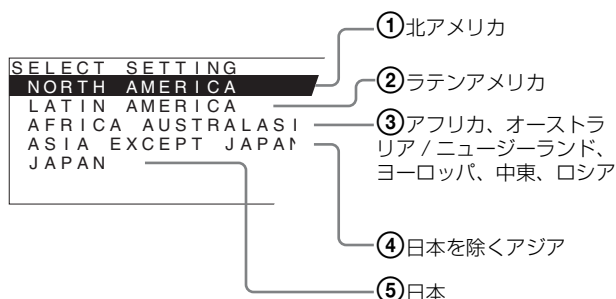 SELECT SETTING
NORTH AMERICA
LATIN AMERICA
AFRICA AUSTRALASI
ASIA EXCEPT JAPAN
JAPAN
①北アメリカ
②ラテンアメリカ
③アフリカ、オーストラ
リア / ニュージーランド、
ヨーロッパ、中東、ロシア
④日本を除くアジア
⑤日本